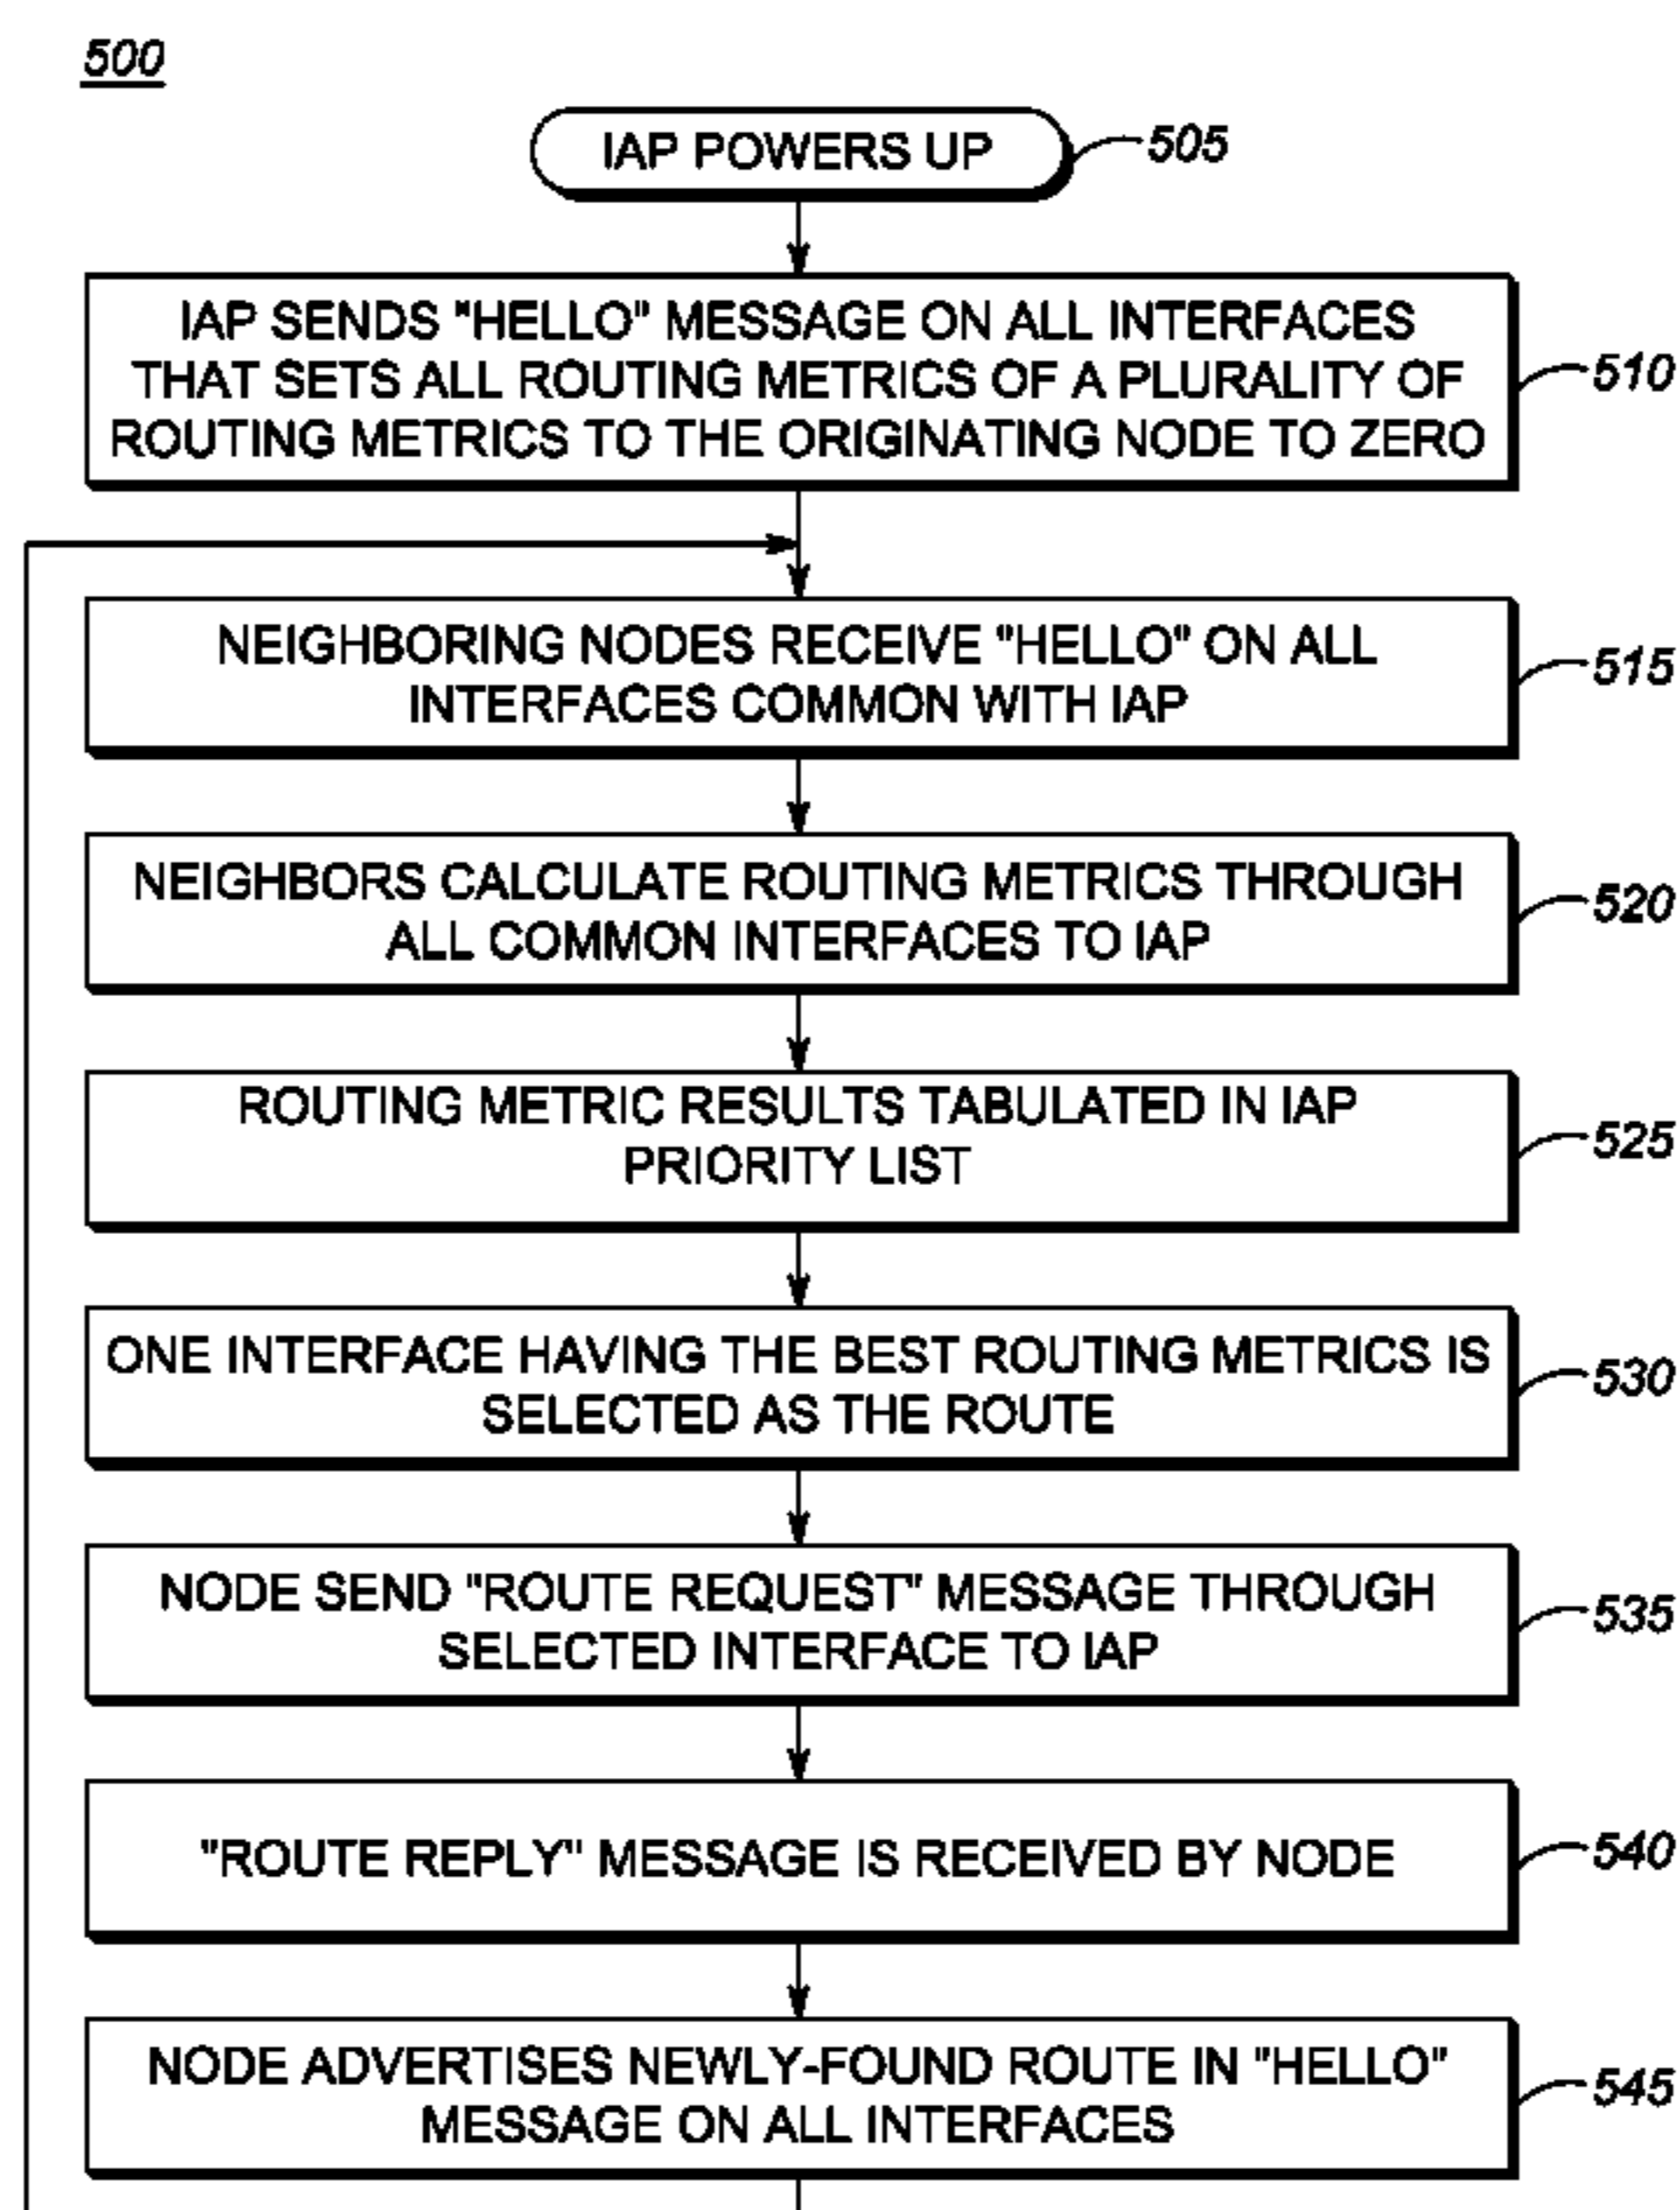 500
IAP POWERS UP
505
IAP SENDS "HELLO" MESSAGE ON ALL INTERFACES
THAT SETS ALL ROUTING METRICS OF A PLURALITY OF
ROUTING METRICS TO THE ORIGINATING NODE TO ZERO
510
NEIGHBORING NODES RECEIVE "HELLO" ON ALL
INTERFACES COMMON WITH IAP
515
NEIGHBORS CALCULATE ROUTING METRICS THROUGH
ALL COMMON INTERFACES TO IAP
520
ROUTING METRIC RESULTS TABULATED IN IAP
PRIORITY LIST
525
ONE INTERFACE HAVING THE BEST ROUTING METRICS IS
SELECTED AS THE ROUTE
530
NODE SEND "ROUTE REQUEST" MESSAGE THROUGH
SELECTED INTERFACE TO IAP
535
"ROUTE REPLY" MESSAGE IS RECEIVED BY NODE
540
NODE ADVERTISES NEWLY-FOUND ROUTE IN "HELLO"
MESSAGE ON ALL INTERFACES
545